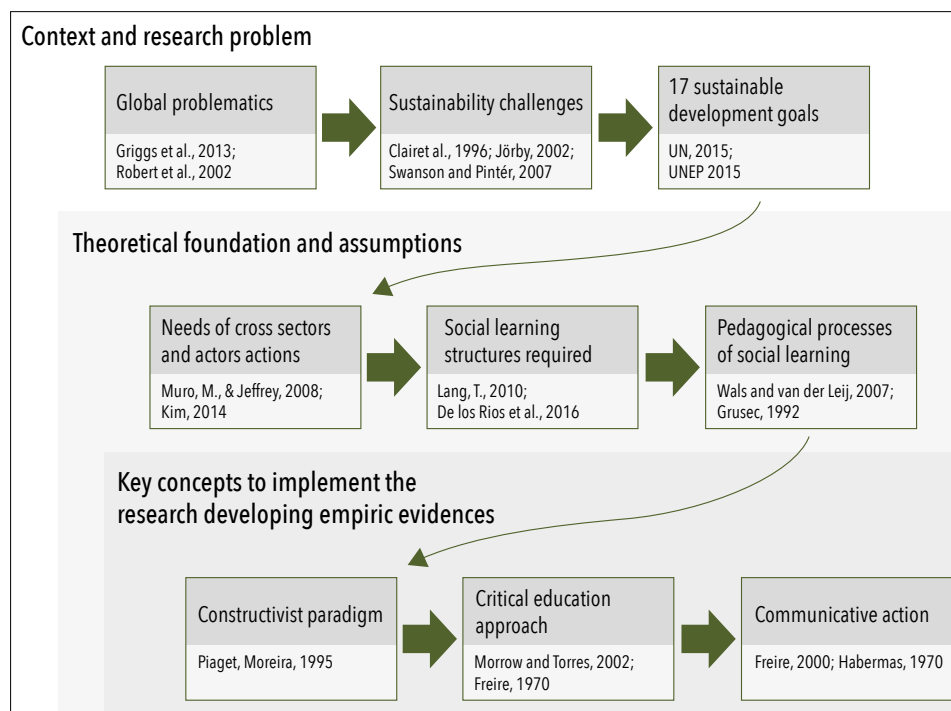 Context and research problem
Global problematics
Griggs et al., 2013;
Robert et al., 2002
Sustainability challenges
Clairet al., 1996; Jörby, 2002;
Swanson and Pintér, 2007
17 sustainable
development goals
UN, 2015;
UNEP 2015
Theoretical foundation and assumptions
Needs of cross sectors
and actors actions
Muro, M., & Jeffrey, 2008;
Kim, 2014
Social learning
structures required
Lang, T., 2010;
De los Rios et al., 2016
Pedagogical processes
of social learning
Wals and van der Leij, 2007;
Grusec, 1992
Key concepts to implement the
research developing empiric evidences
Constructivist paradigm
Piaget, Moreira, 1995
Critical education
approach
Morrow and Torres, 2002;
Freire, 1970
Communicative action
Freire, 2000; Habermas, 1970